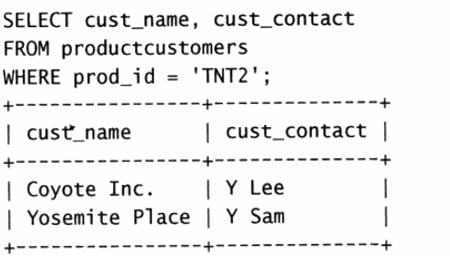 SELECT cust_name, cust_contact
FROM productcustomers
WHERE prod_id = 'TNT2';
+----------------+--------------+
| cust_name      | cust_contact |
+----------------+--------------+
| Coyote Inc.    | Y Lee        |
| Yosemite Place | Y Sam        |
+----------------+--------------+